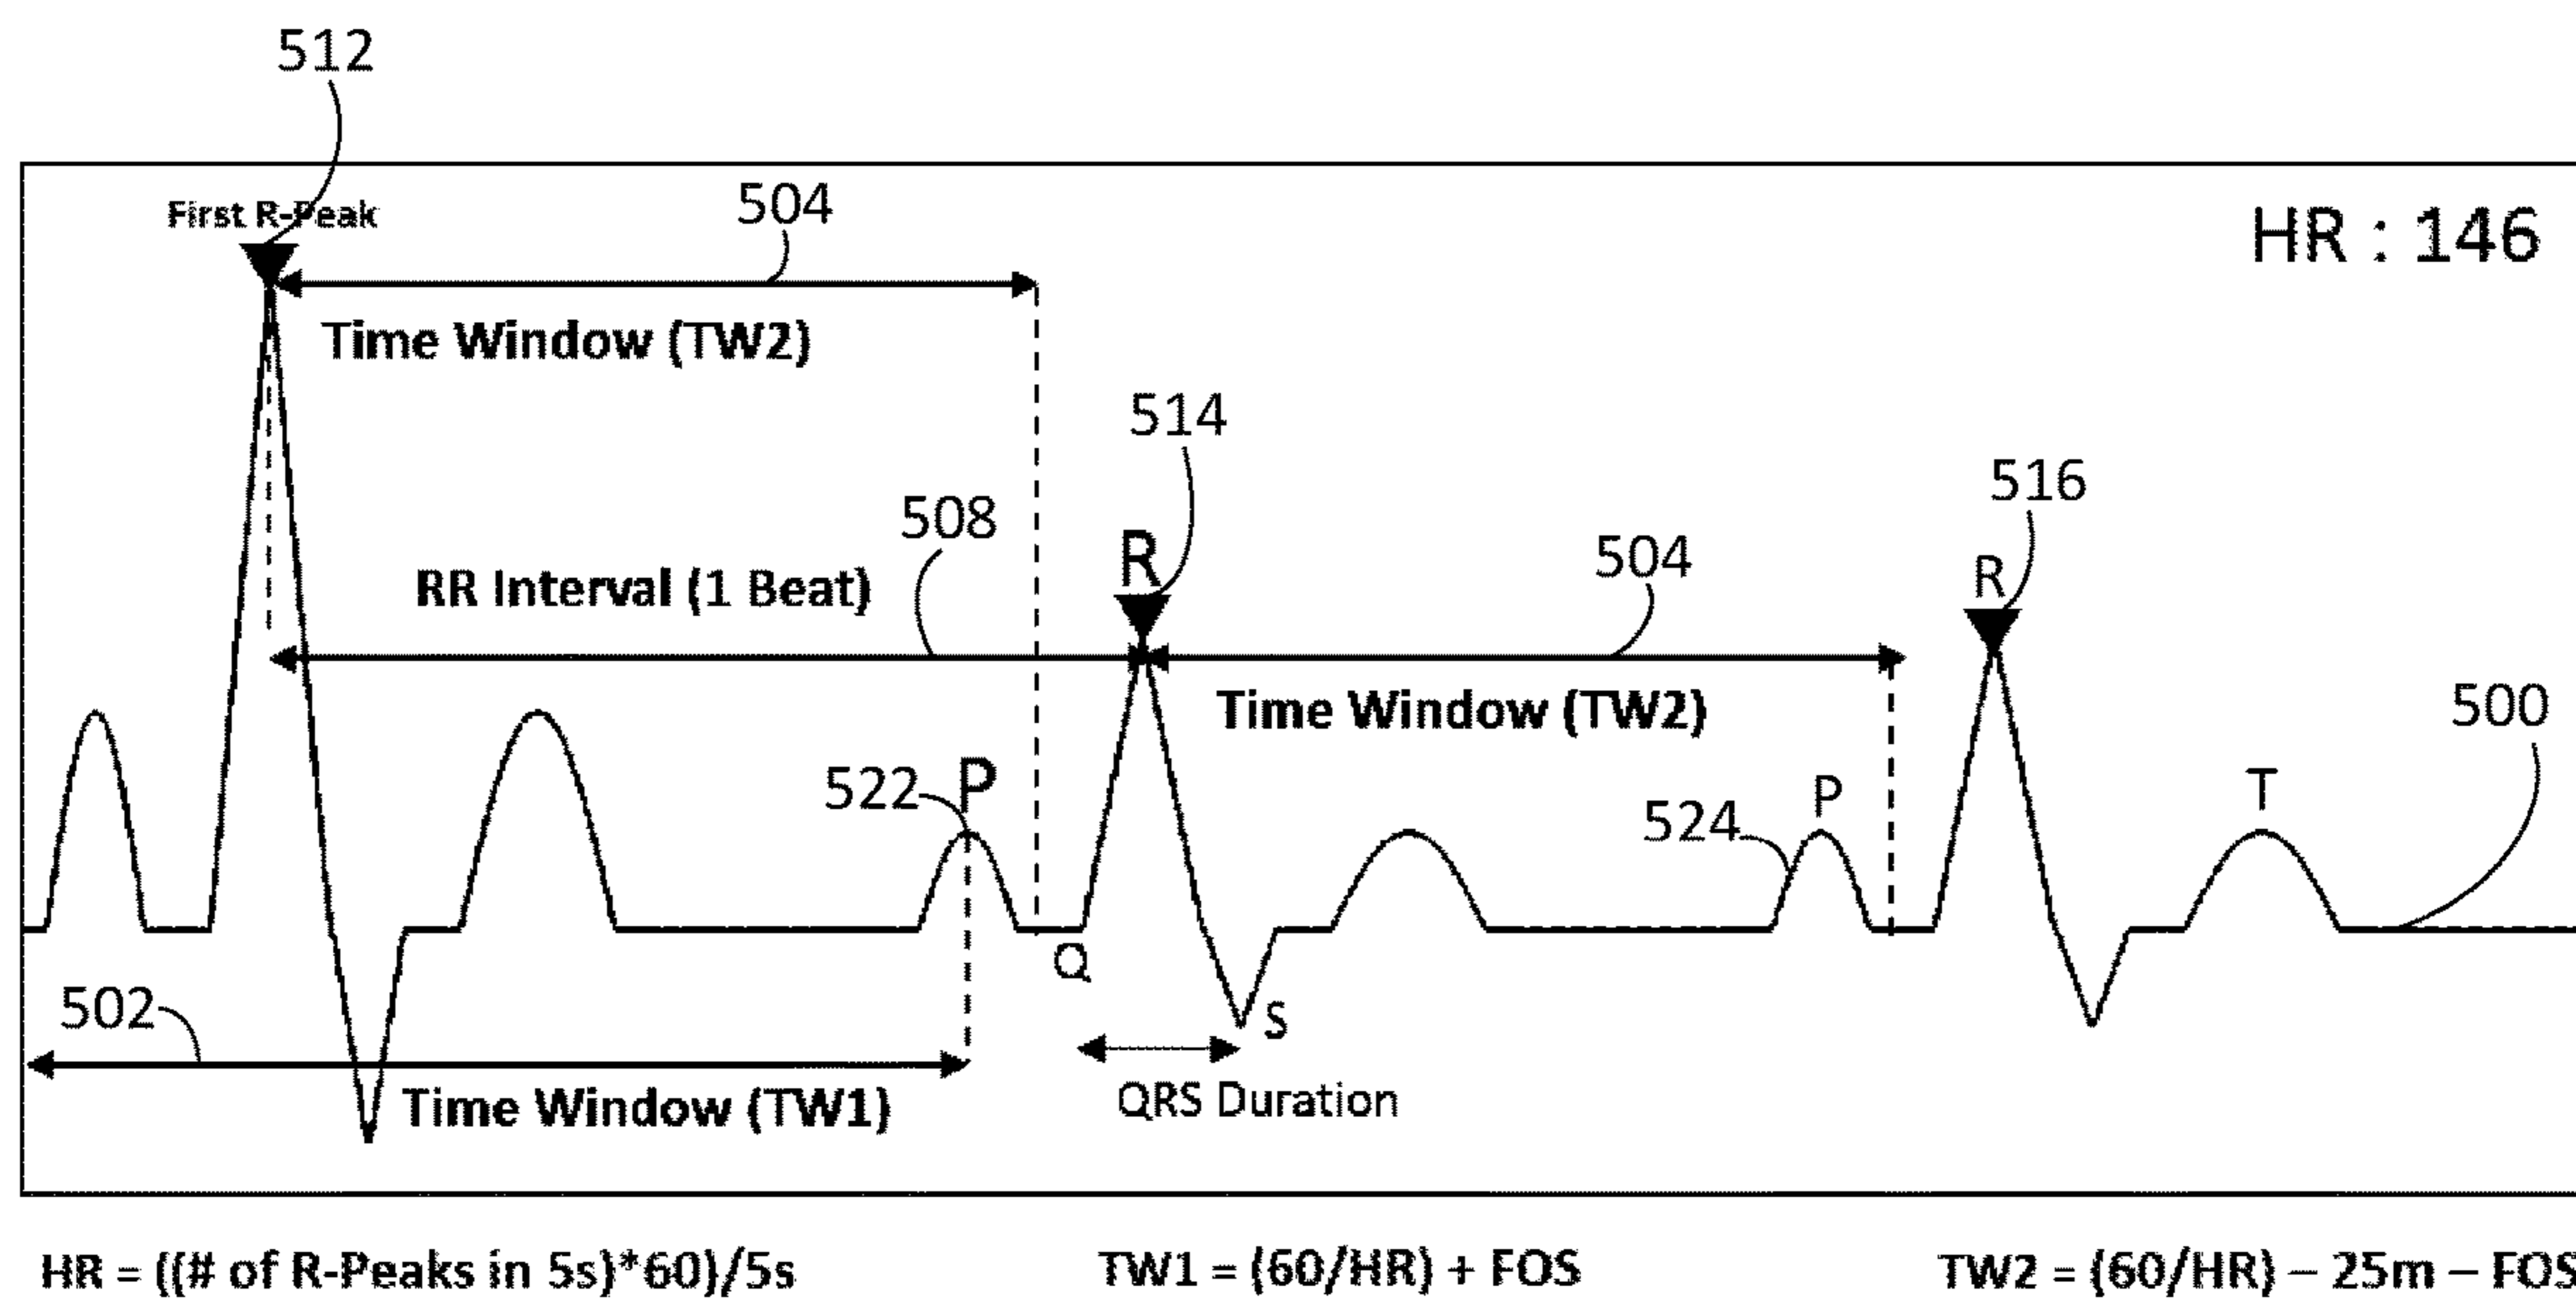 512
First R-Peak
504
HR : 146
Time Window (TW2)
514
508
516
R
504
R
RR Interval (1 Beat)
Time Window (TW2)
500
522
P
524
P
T
Q
502
S
Time Window (TW1)
QRS Duration
HR = ((# of R-Peaks in 5s)*60)/5s
TW1 = (60/HR) + FOS
TW2 = (60/HR) – 25m – FOS